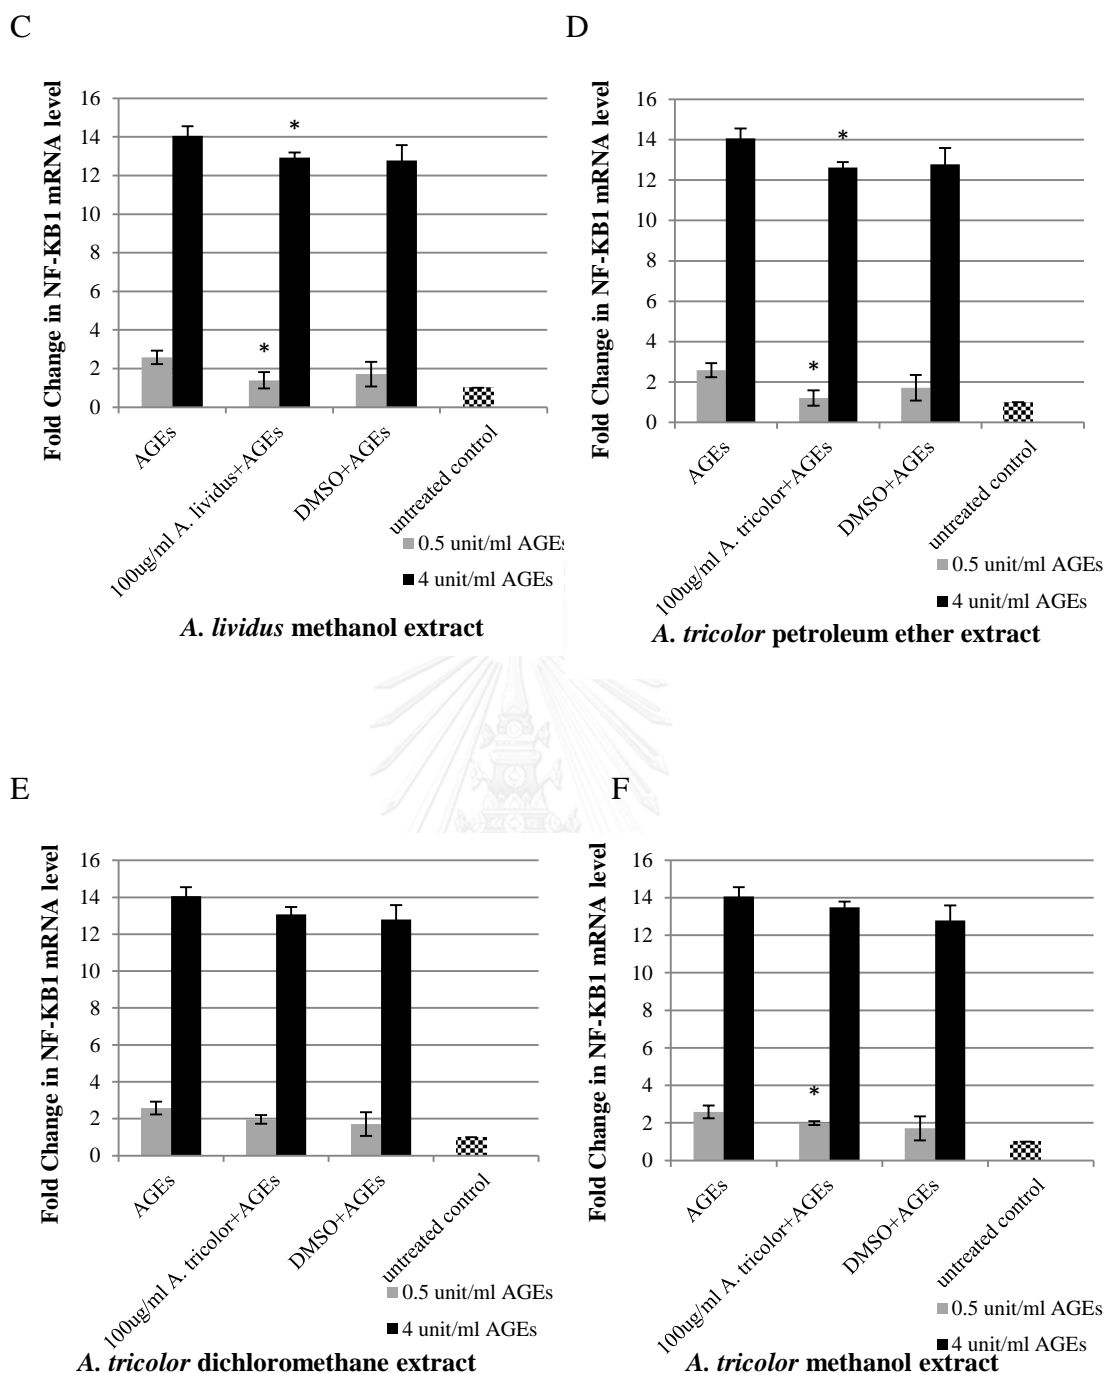 C
Fold Change in NF-KB1 mRNA level
16
14
12
10
8
6
4
2
0
*
*
AGEs
100ug/ml A. lividus+AGEs
DMSO+AGEs
untreated control
0.5 unit/ml AGEs
4 unit/ml AGEs
A. lividus methanol extract
D
Fold Change in NF-KB1 mRNA level
16
14
12
10
8
6
4
2
0
*
*
AGEs
100ug/ml A. tricolor+AGEs
DMSO+AGEs
untreated control
0.5 unit/ml AGEs
4 unit/ml AGEs
A. tricolor petroleum ether extract
E
Fold Change in NF-KB1 mRNA level
16
14
12
10
8
6
4
2
0
AGEs
100ug/ml A. tricolor+AGEs
DMSO+AGEs
untreated control
0.5 unit/ml AGEs
4 unit/ml AGEs
A. tricolor dichloromethane extract
F
Fold Change in NF-KB1 mRNA level
16
14
12
10
8
6
4
2
0
*
AGEs
100ug/ml A. tricolor+AGEs
DMSO+AGEs
untreated control
0.5 unit/ml AGEs
4 unit/ml AGEs
A. tricolor methanol extract